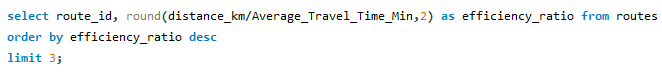 select route_id, round(distance_km/Average_Travel_Time_Min,2) as efficiency_ratio from routes
order by efficiency_ratio desc
limit 3;